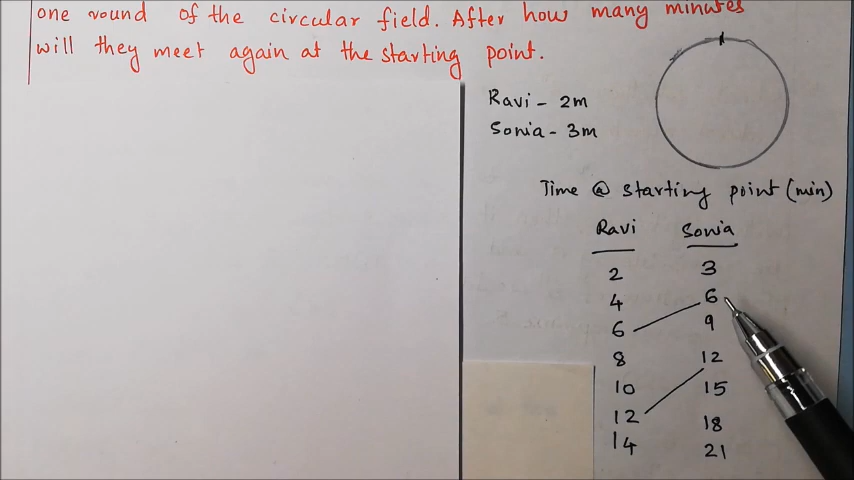 one round of the circular field. After how many minutes
will they meet again at the starting point.
Ravi - 2m
Sonia - 3m
Time @ starting point (min)
Ravi Sonia
2 3
4 6
6 9
8 12
10 15
12 18
14 21